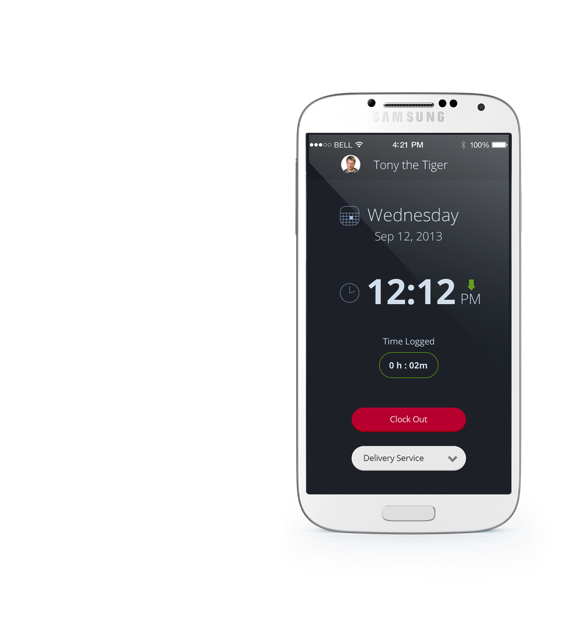 SAMSUNG
BELL 4:21 PM 100%
Tony the Tiger
Wednesday
Sep 12, 2013
12:12 PM
Time Logged
0 h : 02m
Clock Out
Delivery Service